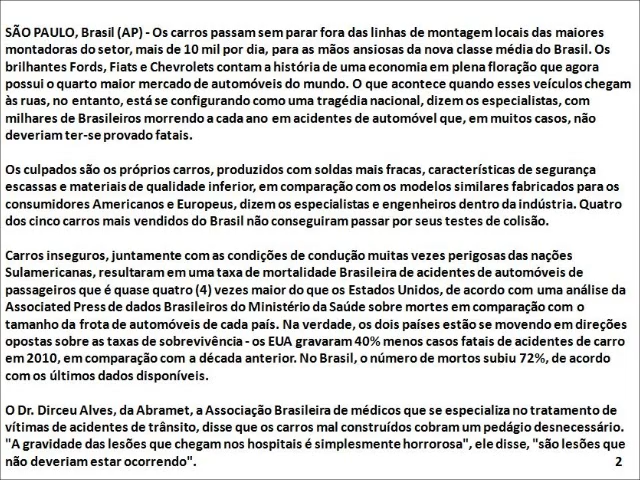 SÃO PAULO, Brasil (AP) - Os carros passam sem parar fora das linhas de montagem locais das maiores
montadoras do setor, mais de 10 mil por dia, para as mãos ansiosas da nova classe média do Brasil. Os
brilhantes Fords, Fiats e Chevrolets contam a história de uma economia em plena floração que agora
possui o quarto maior mercado de automóveis do mundo. O que acontece quando esses veículos chegam
às ruas, no entanto, está se configurando como uma tragédia nacional, dizem os especialistas, com
milhares de Brasileiros morrendo a cada ano em acidentes de automóvel que, em muitos casos, não
deveriam ter-se provado fatais.
Os culpados são os próprios carros, produzidos com soldas mais fracas, características de segurança
escassas e materiais de qualidade inferior, em comparação com os modelos similares fabricados para os
consumidores Americanos e Europeus, dizem os especialistas e engenheiros dentro da indústria. Quatro
dos cinco carros mais vendidos do Brasil não conseguiram passar por seus testes de colisão.
Carros inseguros, juntamente com as condições de condução muitas vezes perigosas das nações
Sulamericanas, resultaram em uma taxa de mortalidade Brasileira de acidentes de automóveis de
passageiros que é quase quatro (4) vezes maior do que os Estados Unidos, de acordo com uma análise da
Associated Press de dados Brasileiros do Ministério da Saúde sobre mortes em comparação com o
tamanho da frota de automóveis de cada país. Na verdade, os dois países estão se movendo em direções
opostas sobre as taxas de sobrevivência - os EUA gravaram 40% menos casos fatais de acidentes de carro
em 2010, em comparação com a década anterior. No Brasil, o número de mortos subiu 72%, de acordo
com os últimos dados disponíveis.
O Dr. Dirceu Alves, da Abramet, a Associação Brasileira de médicos que se especializa no tratamento de
vítimas de acidentes de trânsito, disse que os carros mal construídos cobram um pedágio desnecessário.
"A gravidade das lesões que chegam nos hospitais é simplesmente horrorosa", ele disse, "são lesões que
não deveriam estar ocorrendo". 2